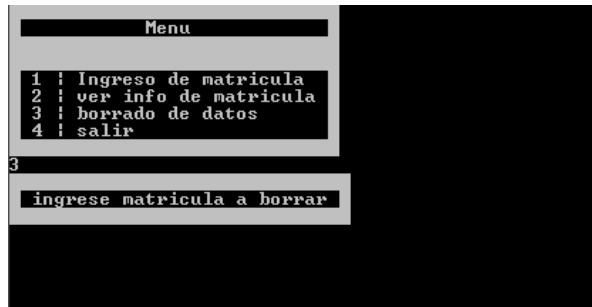 Menu
1 ¦ Ingreso de matricula
2 ¦ ver info de matricula
3 ¦ borrado de datos
4 ¦ salir
3
ingrese matricula a borrar